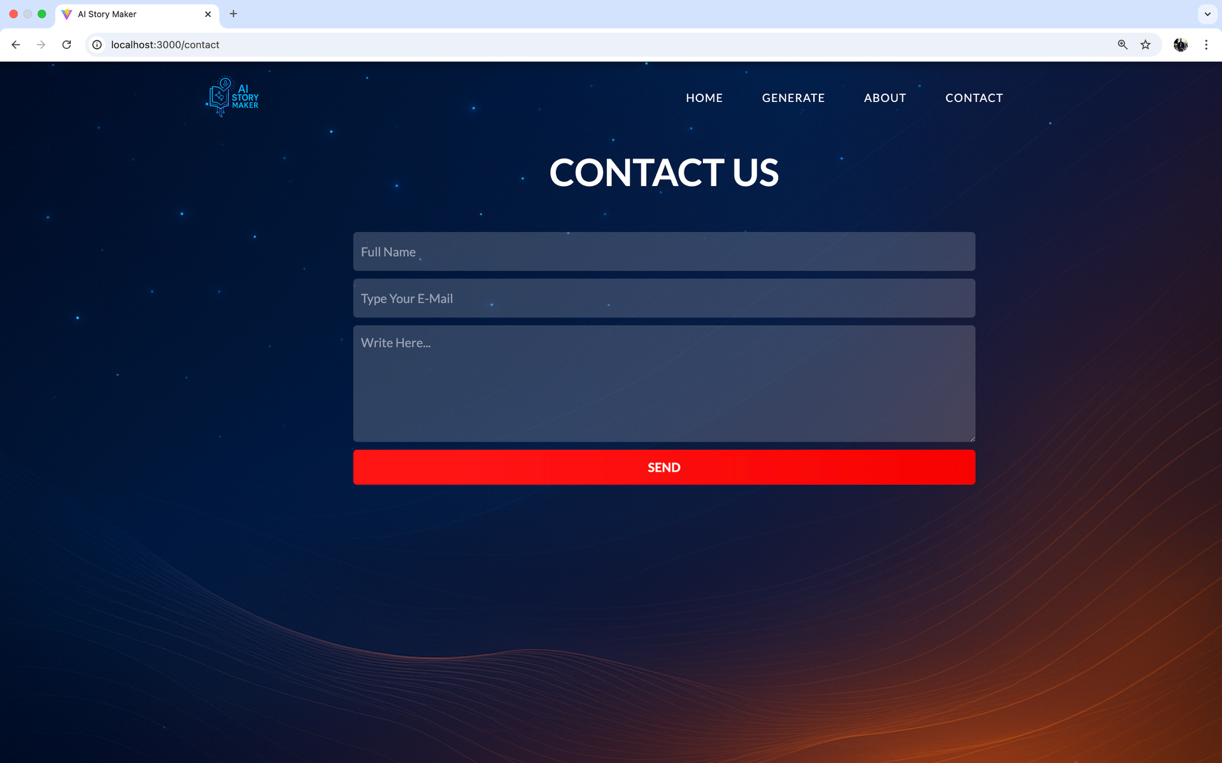 AI Story Maker
localhost:3000/contact
AI
STORY
MAKER
HOME GENERATE ABOUT CONTACT
CONTACT US
Full Name
Type Your E-Mail
Write Here...
SEND